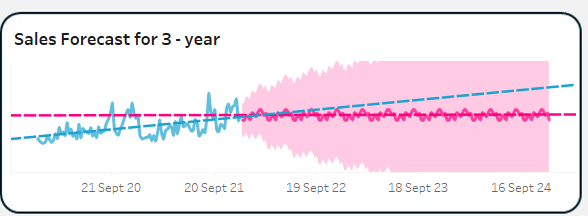 Sales Forecast for 3 - year
21 Sept 20
20 Sept 21
19 Sept 22
18 Sept 23
16 Sept 24